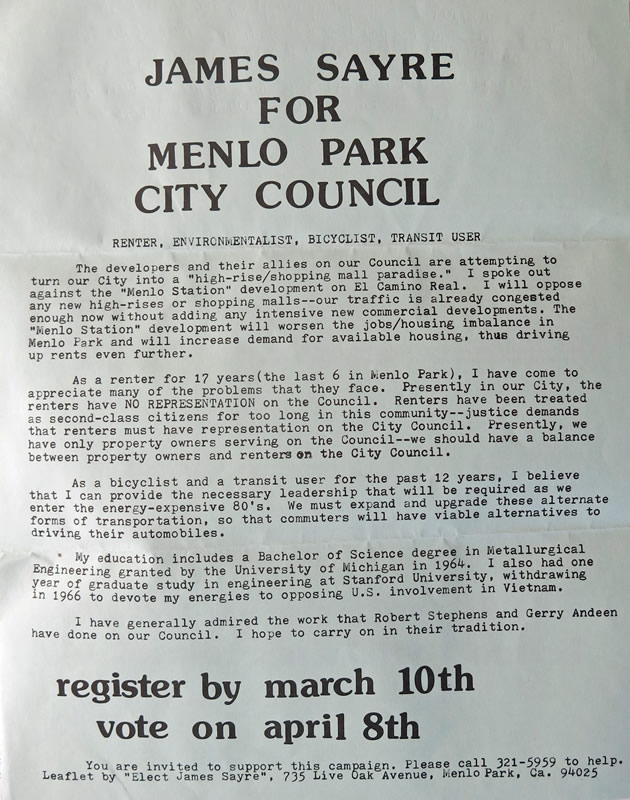 JAMES SAYRE
FOR
MENLO PARK
CITY COUNCIL
RENTER, ENVIRONMENTALIST, BICYCLIST, TRANSIT USER
The developers and their allies on our Council are attempting to
turn our City into a "high-rise/shopping mall paradise." I spoke out
against the "Menlo Station" development on El Camino Real. I will oppose
any new high-rises or shopping malls--our traffic is already congested
enough now without adding any intensive new commercial developments. The
"Menlo Station" development will worsen the jobs/housing imbalance in
Menlo Park and will increase demand for available housing, thus driving
up rents even further.
As a renter for 17 years(the last 6 in Menlo Park), I have come to
appreciate many of the problems that they face. Presently in our City, the
renters have NO REPRESENTATION on the Council. Renters have been treated
as second-class citizens for too long in this community--justice demands
that renters must have representation on the City Council. Presently, we
have only property owners serving on the Council--we should have a balance
between property owners and renters on the City Council.
As a bicyclist and a transit user for the past 12 years, I believe
that I can provide the necessary leadership that will be required as we
enter the energy-expensive 80's. We must expand and upgrade these alternate
forms of transportation, so that commuters will have viable alternatives to
driving their automobiles.
My education includes a Bachelor of Science degree in Metallurgical
Engineering granted by the University of Michigan in 1964. I also had one
year of graduate study in engineering at Stanford University, withdrawing
in 1966 to devote my energies to opposing U.S. involvement in Vietnam.
I have generally admired the work that Robert Stephens and Gerry Andeen
have done on our Council. I hope to carry on in their tradition.
register by march 10th
vote on april 8th
You are invited to support this campaign. Please call 321-5959 to help.
Leaflet by "Elect James Sayre", 735 Live Oak Avenue, Menlo Park, Ca. 94025